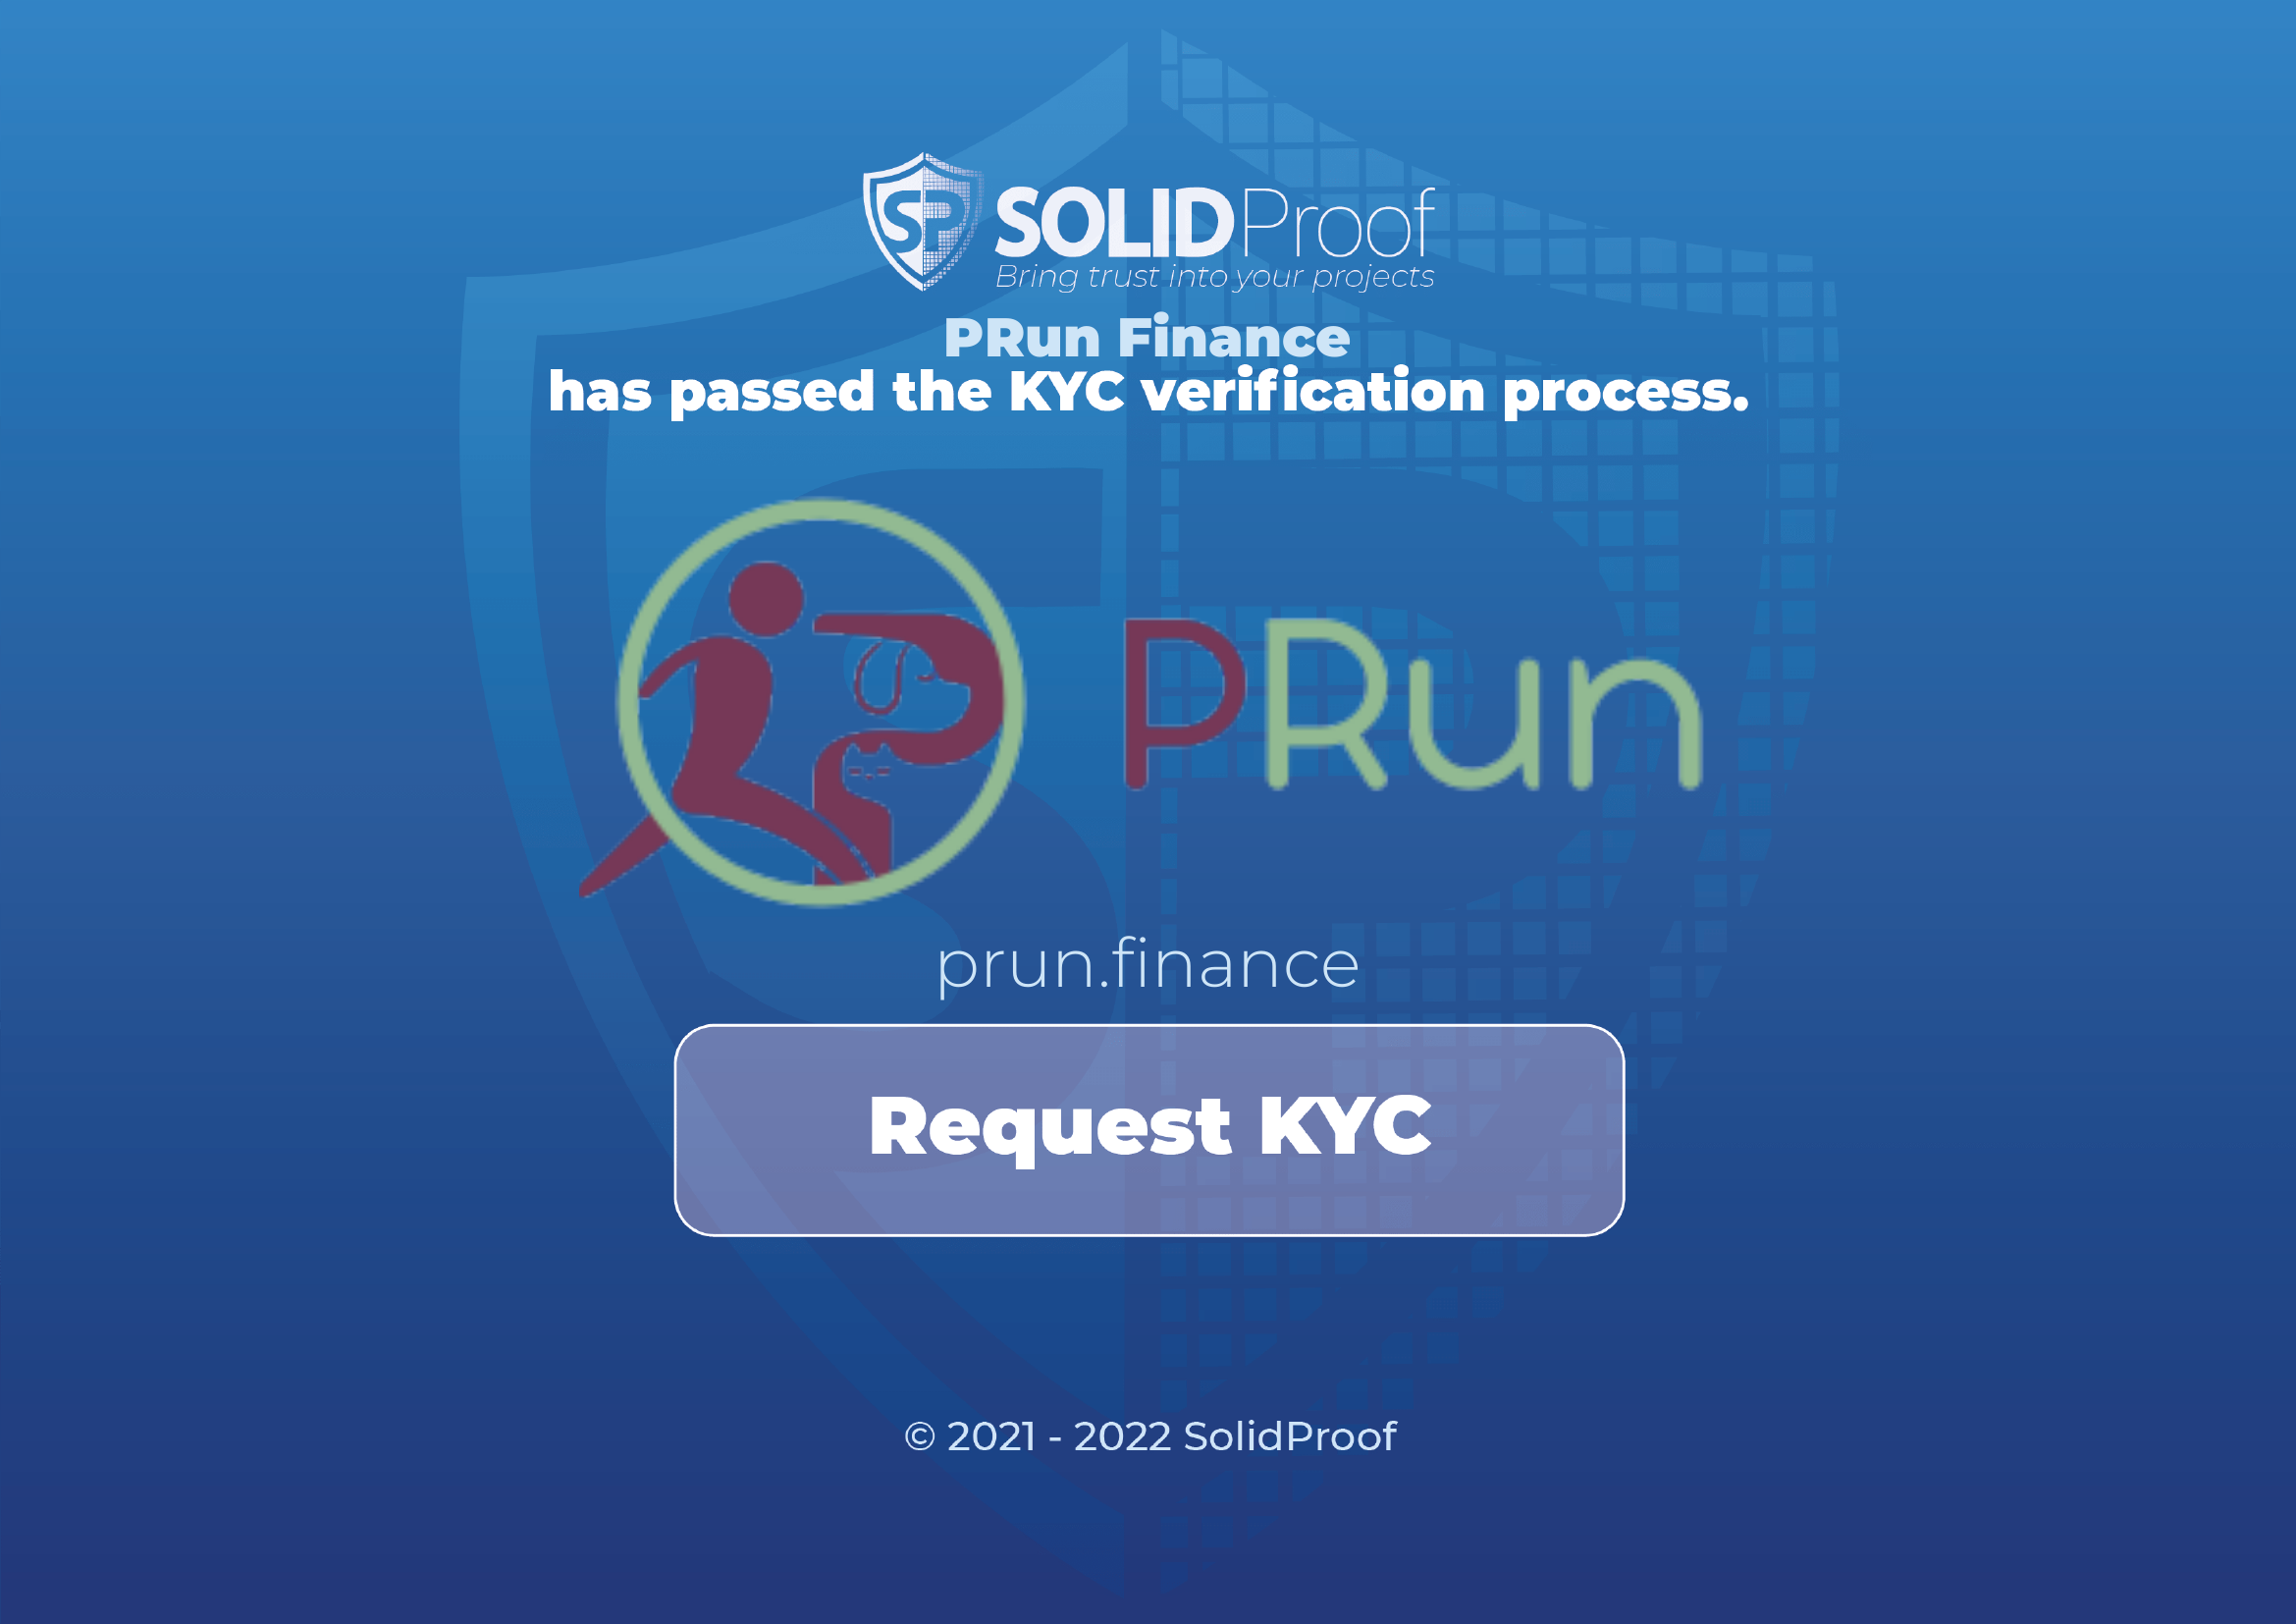 SP SOLIDProof
Bring trust into your projects
PRun Finance
has passed the KYC verification process.
PRun
prun.finance
Request KYC
© 2021 - 2022 SolidProof